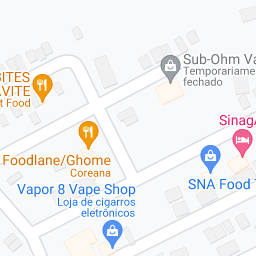 Sub-Ohm Va
Temporariame
fechado
BITES
AVITE
t Food
Sinag
Foodlane/Ghome
Coreana
SNA Food
Vapor 8 Vape Shop
Loja de cigarros
eletrônicos